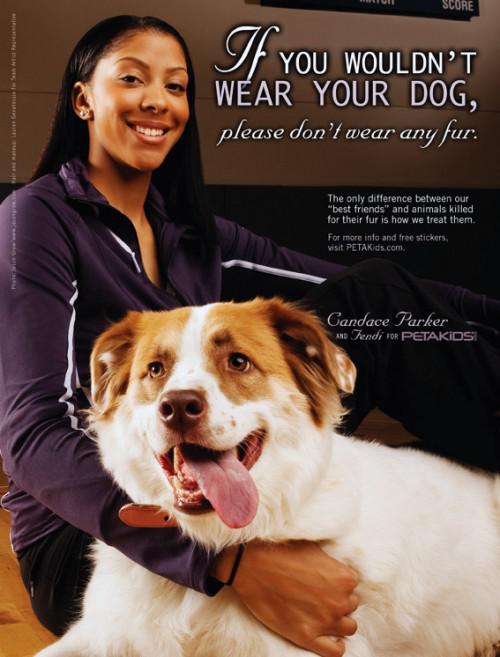 SCORE
IF YOU WOULDN'T
WEAR YOUR DOG,
please don't wear any fur.
The only difference between our
"best friends" and animals killed
for their fur is how we treat them.
For more info and free stickers,
visit PETAKids.com.
Candace Parker
AND Fendi FOR PETAKiDS